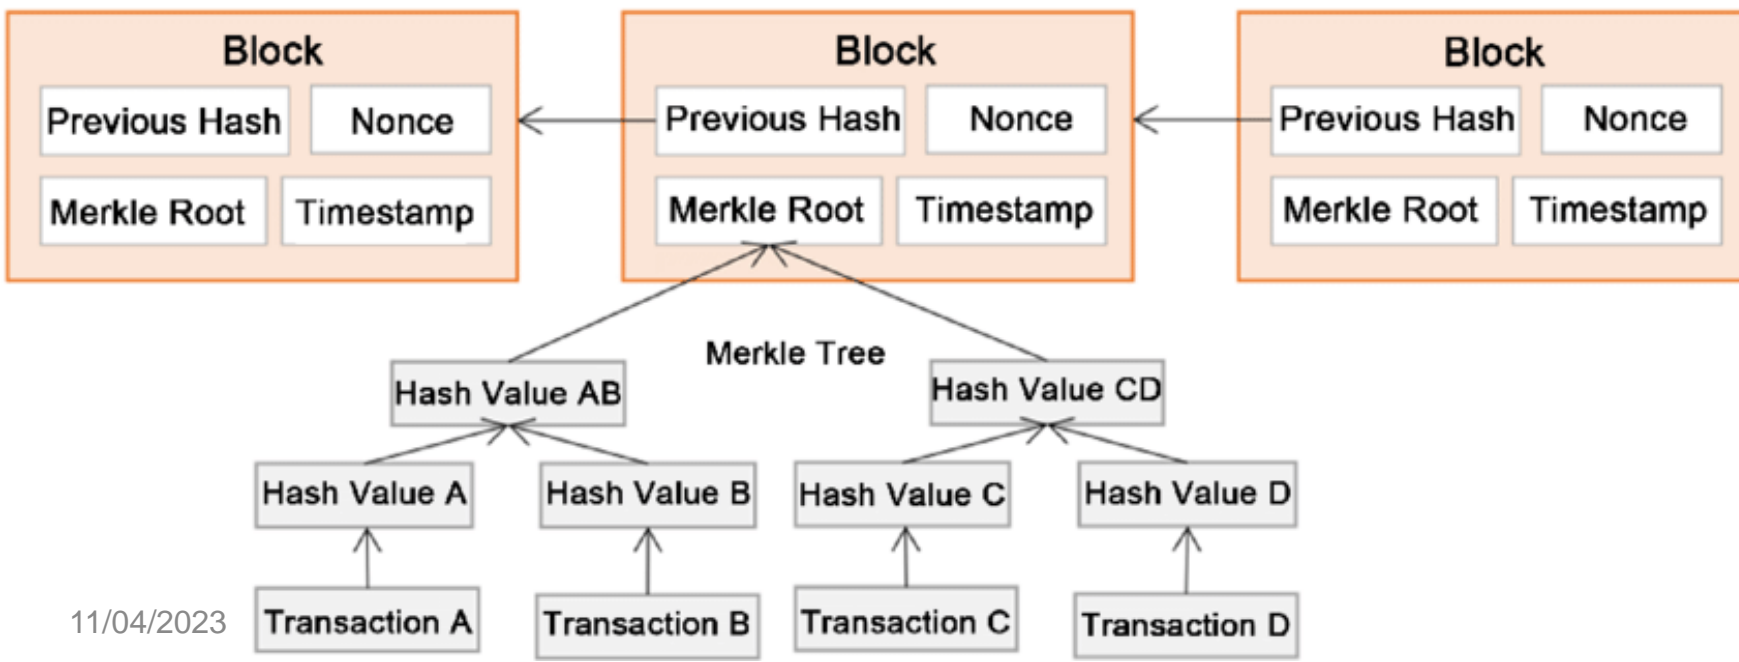 Block
Block
Block
Previous Hash
Nonce
Previous Hash
Nonce
Previous Hash
Nonce
Merkle Root
Timestamp
Merkle Root
Timestamp
Merkle Root
Timestamp
Merkle Tree
Hash Value AB
Hash Value CD
Hash Value A
Hash Value B
Hash Value C
Hash Value D
11/04/2023
Transaction A
Transaction B
Transaction C
Transaction D